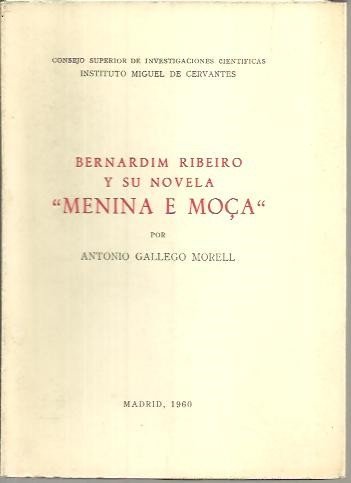 CONSEJO SUPERIOR DE INVESTIGACIONES CIENTIFICAS
INSTITUTO MIGUEL DE CERVANTES
BERNARDIM RIBEIRO
Y SU NOVELA
“MENINA E MOÇA“
POR
ANTONIO GALLEGO MORELL
MADRID, 1960